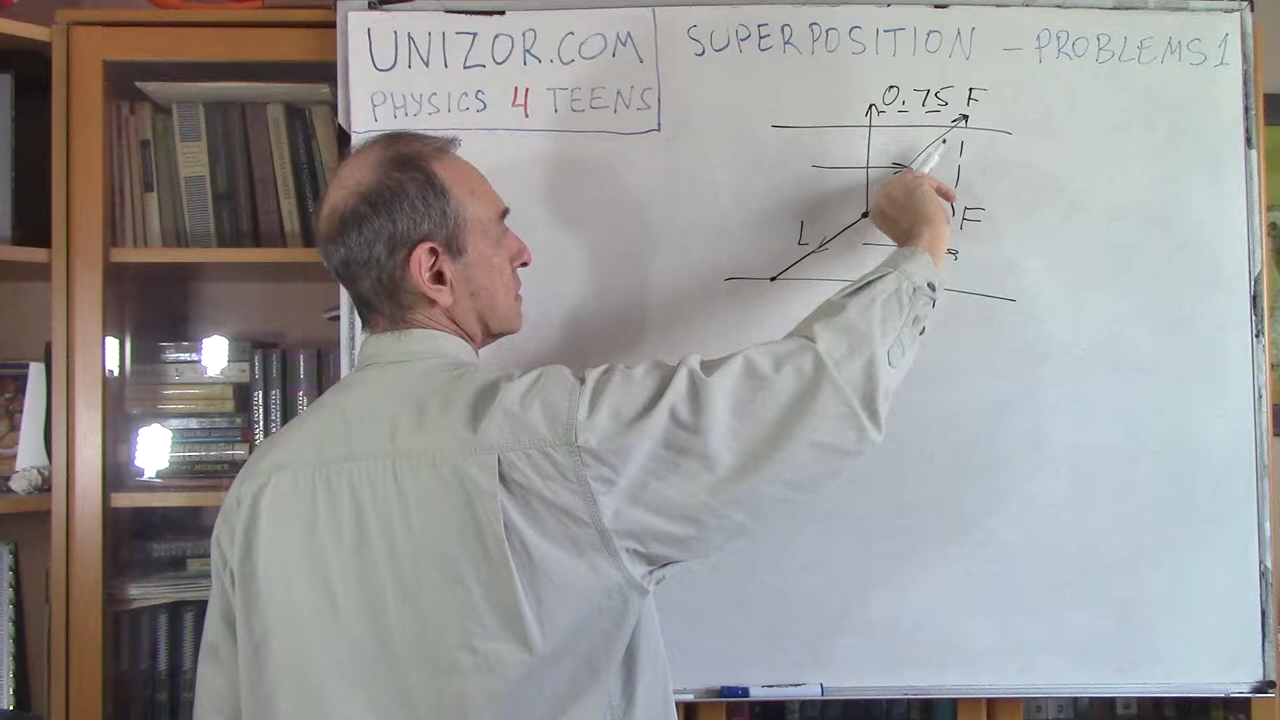 UNIZOR.COM
PHYSICS 4 TEENS
SUPERPOSITION - PROBLEMS 1
0.75 F
F
L